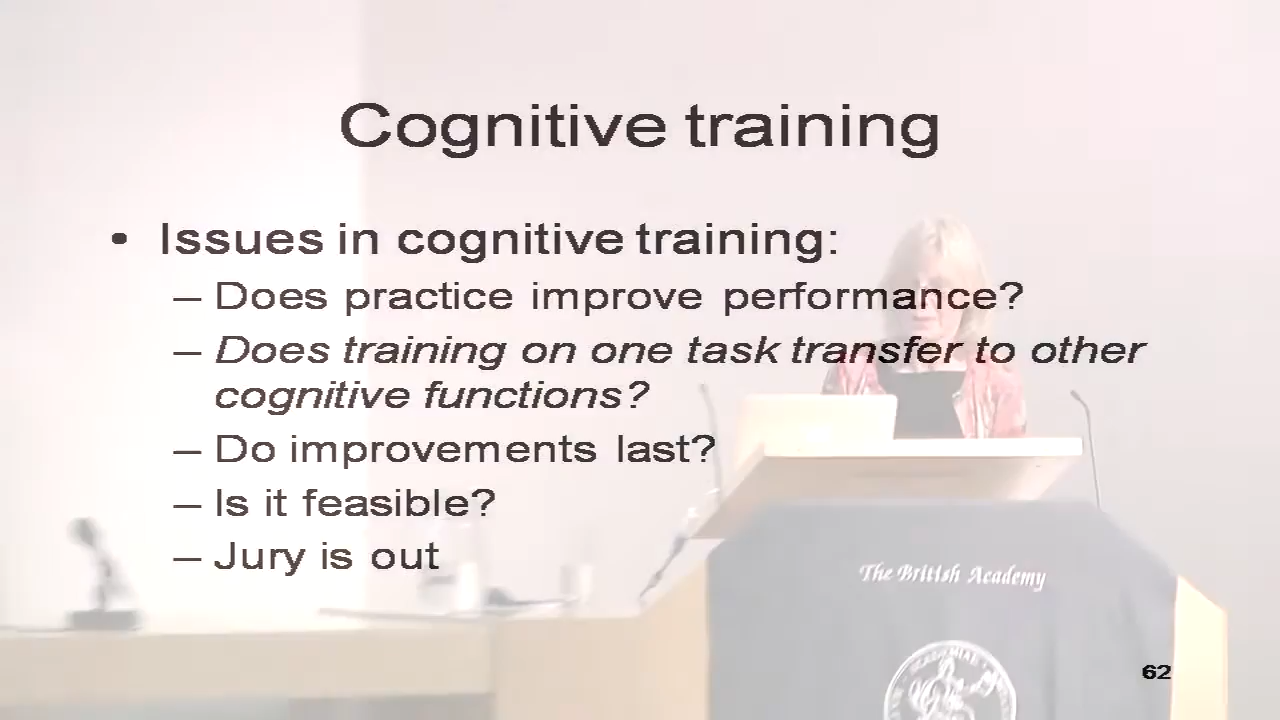 Cognitive training
• Issues in cognitive training:
– Does practice improve performance?
– Does training on one task transfer to other
cognitive functions?
– Do improvements last?
– Is it feasible?
– Jury is out
The British Academy
62